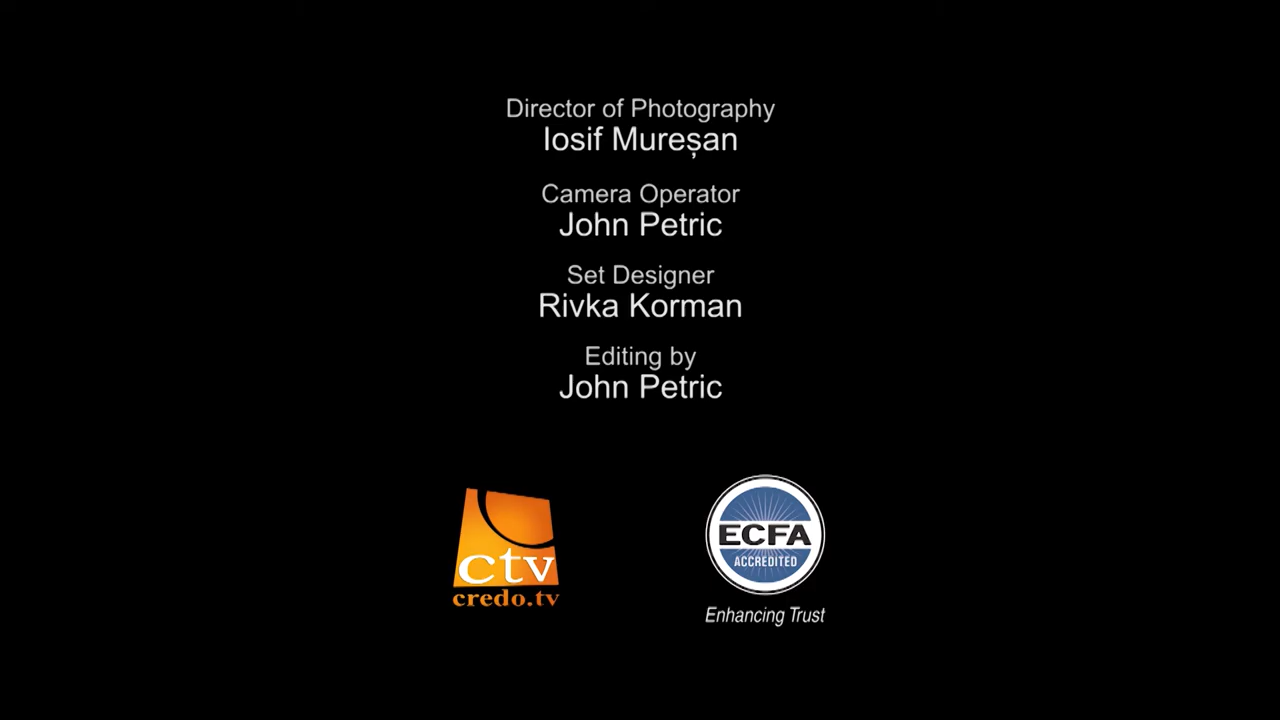 Director of Photography
Iosif Mureșan
Camera Operator
John Petric
Set Designer
Rivka Korman
Editing by
John Petric
ctv
credo.tv
ECFA
ACCREDITED
Enhancing Trust